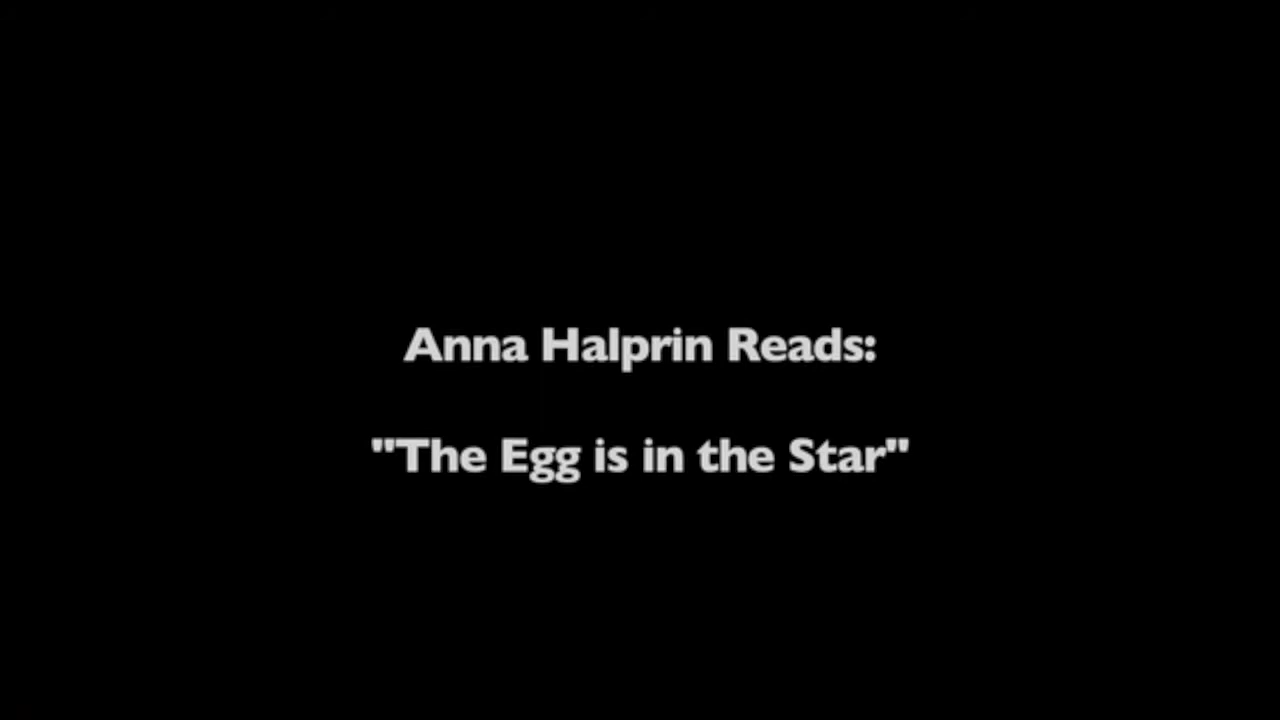 Anna Halprin Reads:
"The Egg is in the Star"